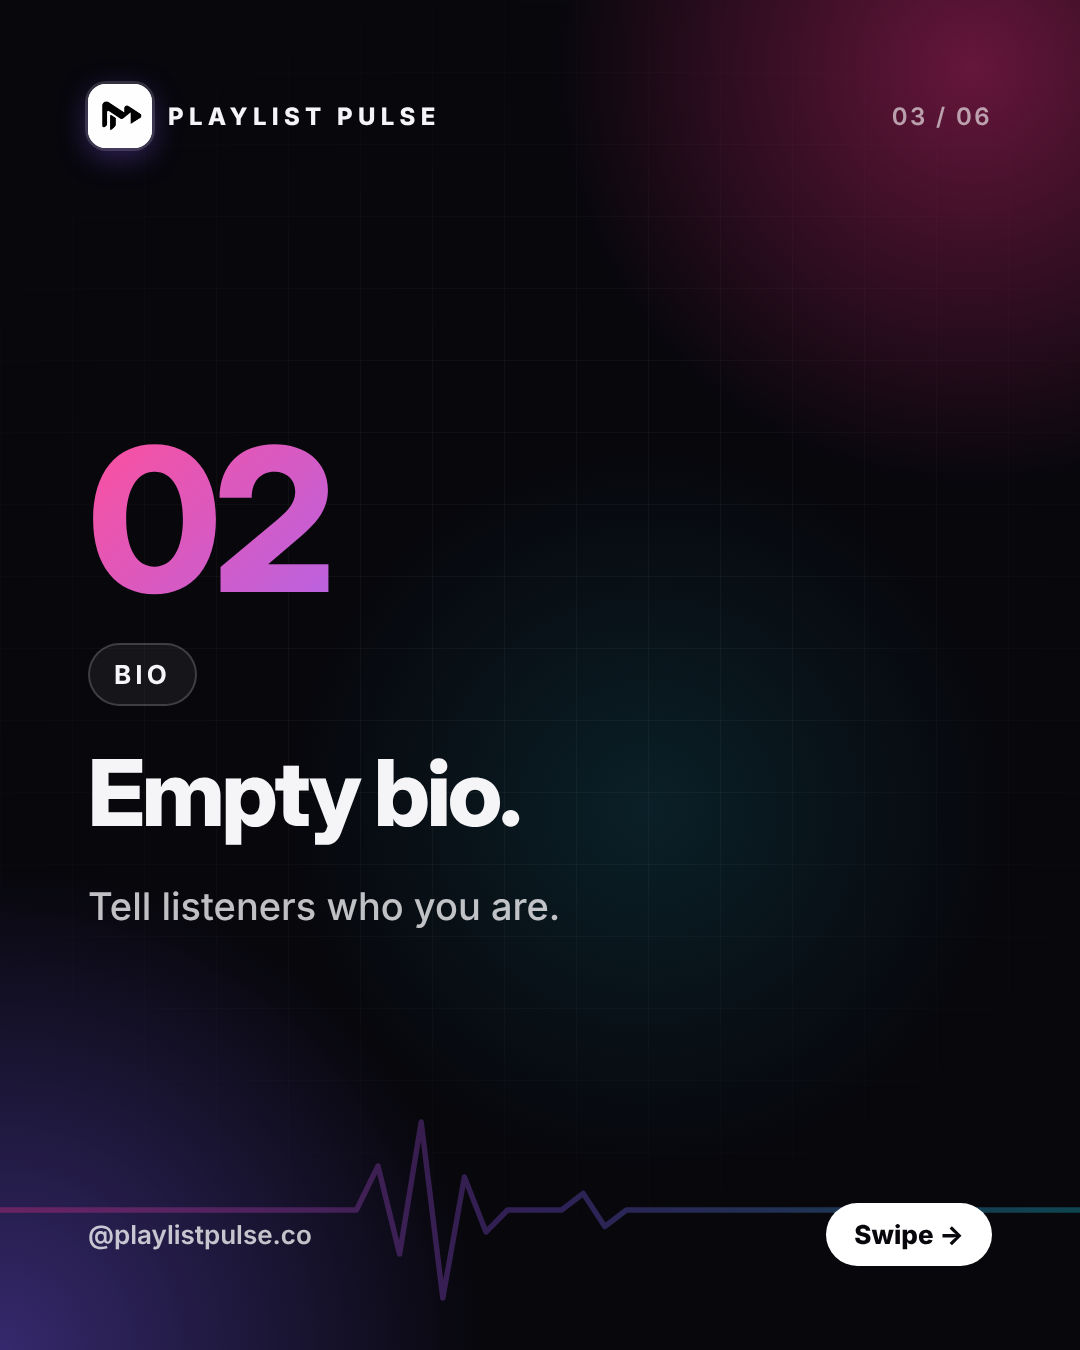 PLAYLIST PULSE
03 / 06
02
BIO
Empty bio.
Tell listeners who you are.
@playlistpulse.co
Swipe →